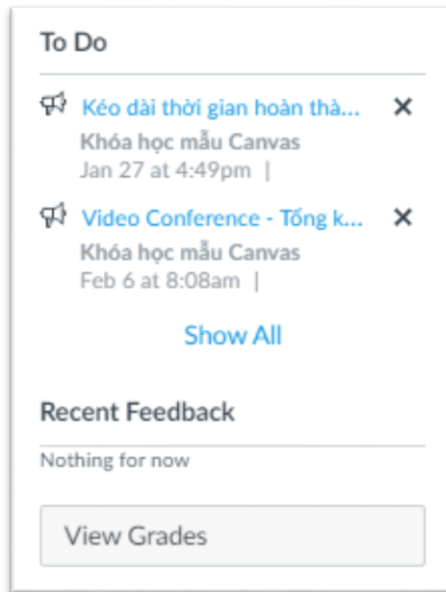 To Do
Kéo dài thời gian hoàn thà...
Khóa học mẫu Canvas
Jan 27 at 4:49pm |
Video Conference - Tổng k...
Khóa học mẫu Canvas
Feb 6 at 8:08am |
Show All
Recent Feedback
Nothing for now
View Grades